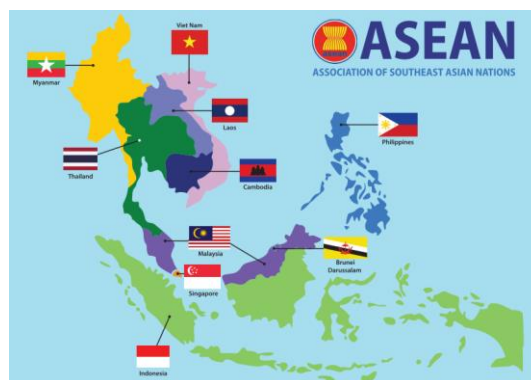 Viet Nam
ASEAN
ASSOCIATION OF SOUTHEAST ASIAN NATIONS
Myanmar
Laos
Philippines
Thailand
Cambodia
Malaysia
Brunei
Darussalam
Singapore
Indonesia